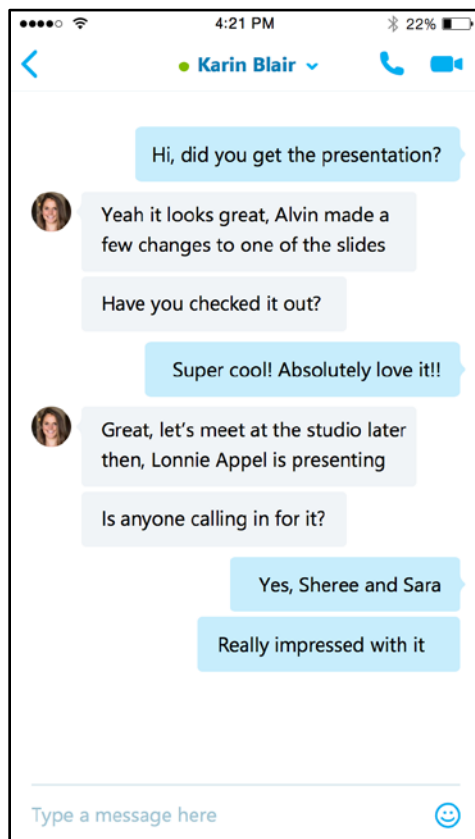 4:21 PM
22%
Karin Blair
Hi, did you get the presentation?
Yeah it looks great, Alvin made a
few changes to one of the slides
Have you checked it out?
Super cool! Absolutely love it!!
Great, let's meet at the studio later
then, Lonnie Appel is presenting
Is anyone calling in for it?
Yes, Sheree and Sara
Really impressed with it
Type a message here